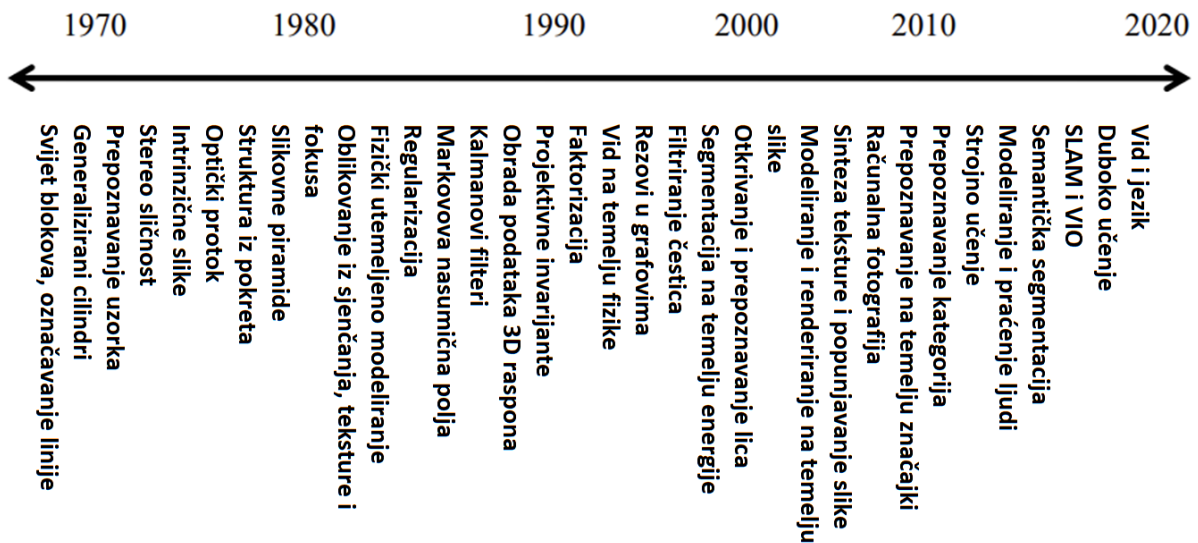 1970 1980 1990 2000 2010 2020
Svijet blokova, označavanje linije
Generalizirani cilindri
Prepoznavanje uzorka
Stereo sličnost
Intrinzične slike
Optički protok
Struktura iz pokreta
Slikovne piramide
Oblikovanje iz sjenčanja, teksture i
fokusa
Fizički utemeljeno modeliranje
Regularizacija
Markovova nasumična polja
Kalmanovi filteri
Obrada podataka 3D raspona
Projektivne invarijante
Faktorizacija
Vid na temelju fizike
Rezovi u grafovima
Filtriranje čestica
Segmentacija na temelju energije
Otkrivanje i prepoznavanje lica
Modeliranje i renderiranje na temelju
slike
Sinteza teksture i popunjavanje slike
Računalna fotografija
Prepoznavanje na temelju značajki
Prepoznavanje kategorija
Strojno učenje
Modeliranje i praćenje ljudi
Semantička segmentacija
SLAM i VIO
Duboko učenje
Vid i jezik